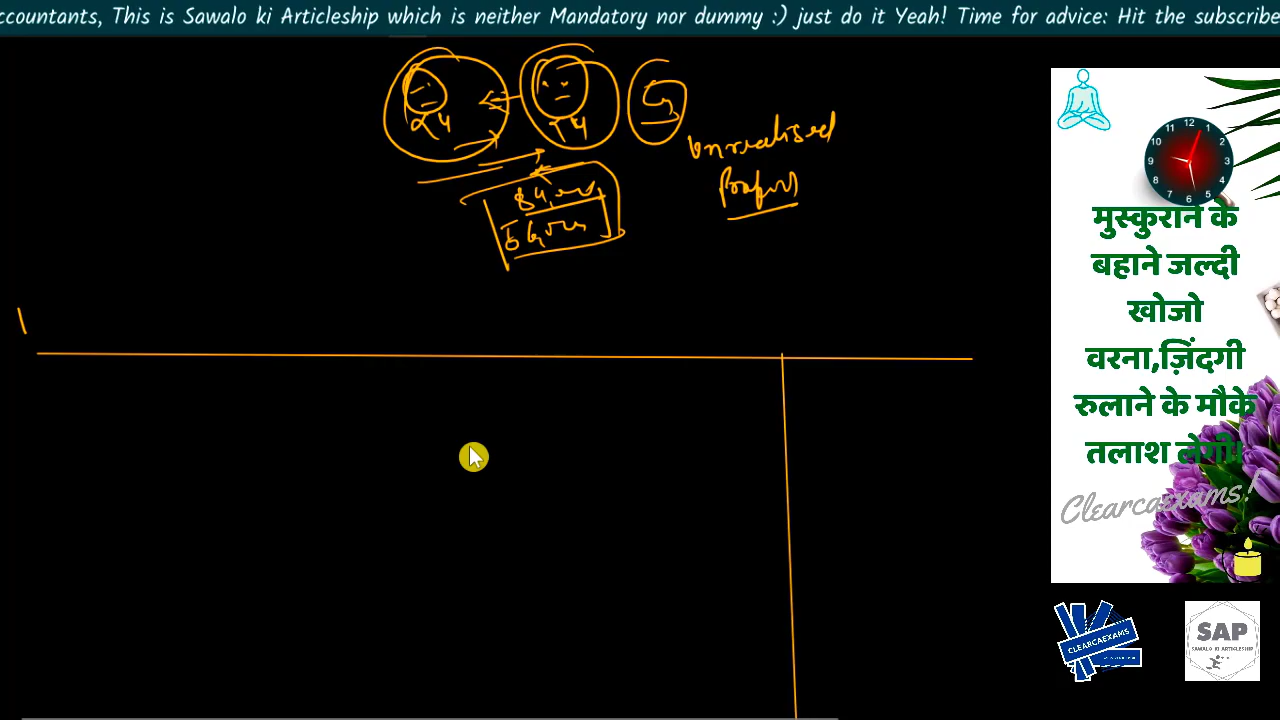 ccountants, This is Sawalo ki Articleship which is neither Mandatory nor dummy :) just do it Yeah! Time for advice: Hit the subscribe
Unrealised
Profit
मुस्कुराने के
बहाने जल्दी
खोजो
वरना,ज़िंदगी
रुलाने के मौके
तलाश लेगी।
Clearcaexams!
CLEARCAEXAMS
SAP
SAWALO KI ARTICLESHIP